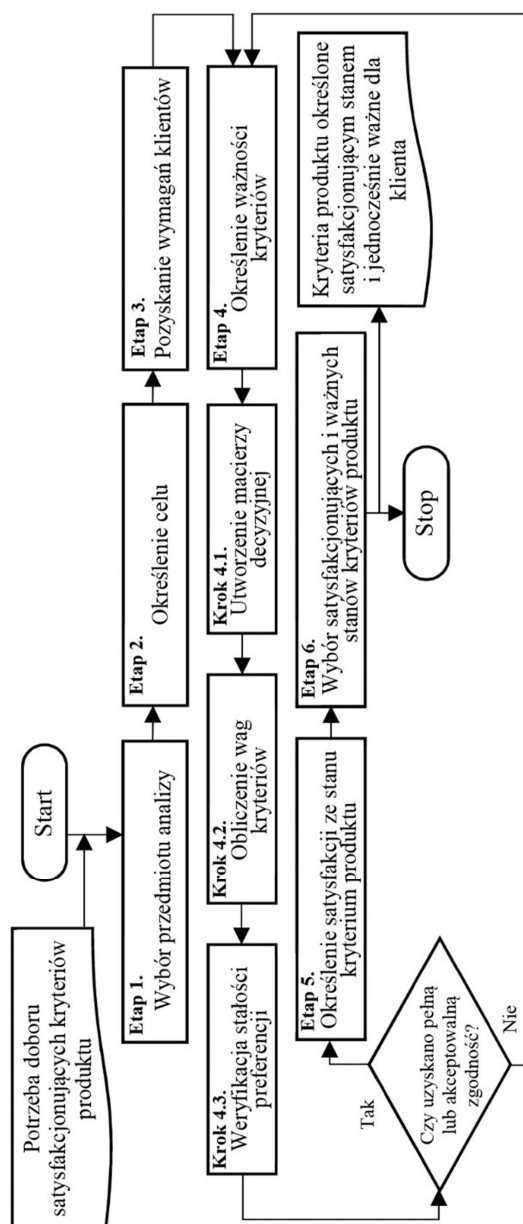 Potrzeba doboru
satysfakcjonujących kryteriów
produktu
Start
Etap 1.
Wybór przedmiotu analizy
Etap 2.
Określenie celu
Etap 3.
Pozyskanie wymagań klientów
Etap 4.
Określenie ważności
kryteriów
Krok 4.1.
Utworzenie macierzy
decyzyjnej
Krok 4.2.
Obliczenie wag
kryteriów
Krok 4.3.
Weryfikacja stałości
preferencji
Czy uzyskano pełną
lub akceptowalną
zgodność?
Tak
Nie
Etap 5.
Określenie satysfakcji ze stanu
kryterium produktu
Etap 6.
Wybór satysfakcjonujących i ważnych
stanow kryteriów produktu
Stop
Kryteria produktu określone
satysfakcjonującym stanem
i jednocześnie ważne dla
klienta